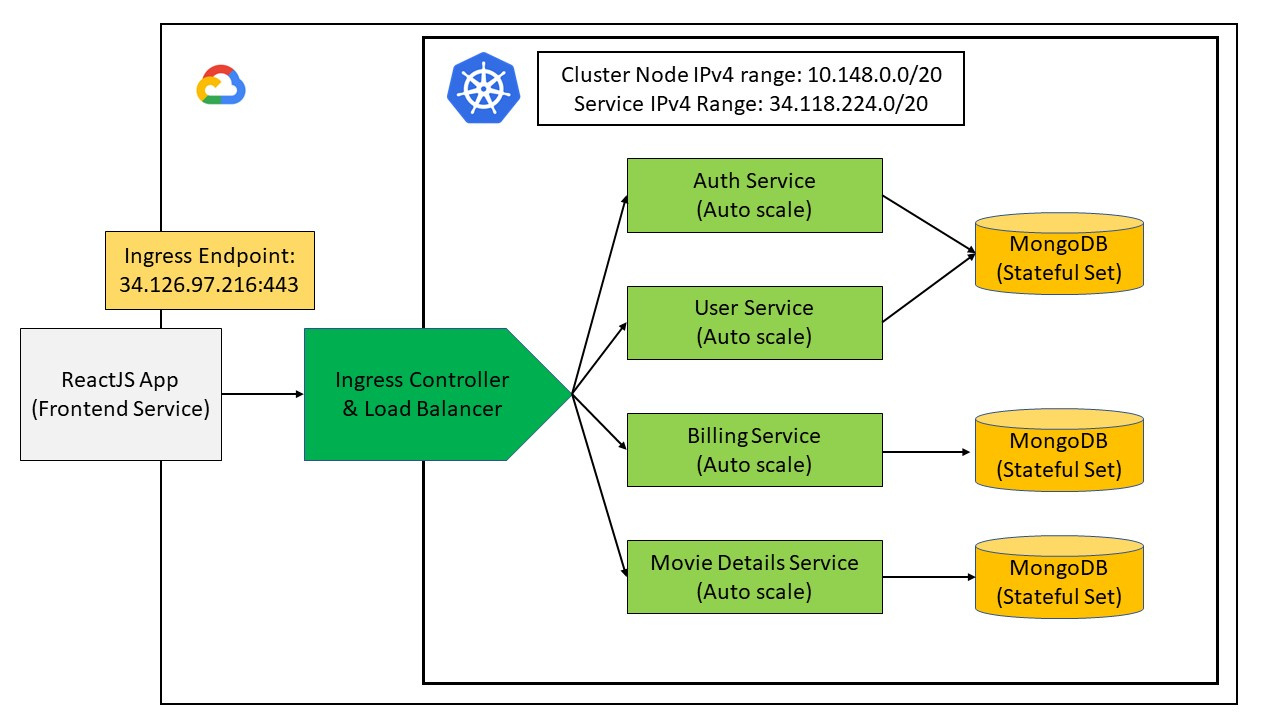 Cluster Node IPv4 range: 10.148.0.0/20
Service IPv4 Range: 34.118.224.0/20
Ingress Endpoint:
34.126.97.216:443
ReactJS App
(Frontend Service)
Ingress Controller
& Load Balancer
Auth Service
(Auto scale)
User Service
(Auto scale)
Billing Service
(Auto scale)
Movie Details Service
(Auto scale)
MongoDB
(Stateful Set)
MongoDB
(Stateful Set)
MongoDB
(Stateful Set)